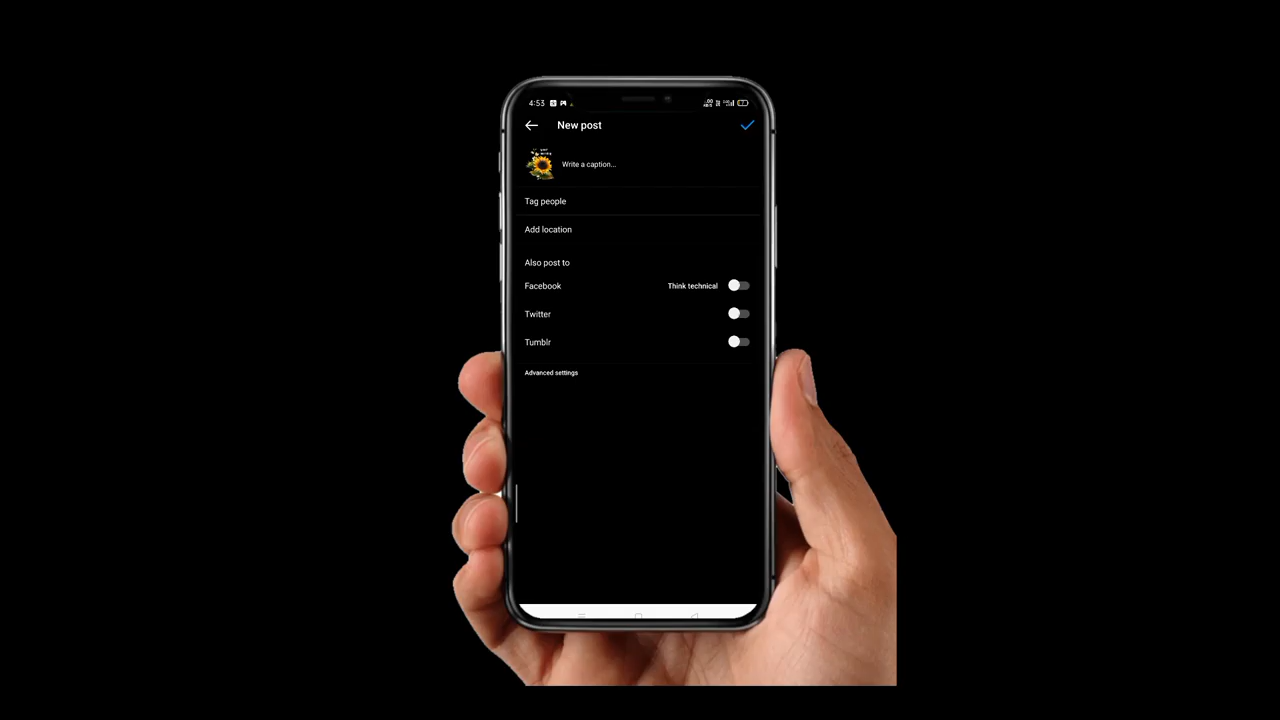 4:53
New post
Write a caption...
Tag people
Add location
Also post to
Facebook Think technical
Twitter
Tumblr
Advanced settings